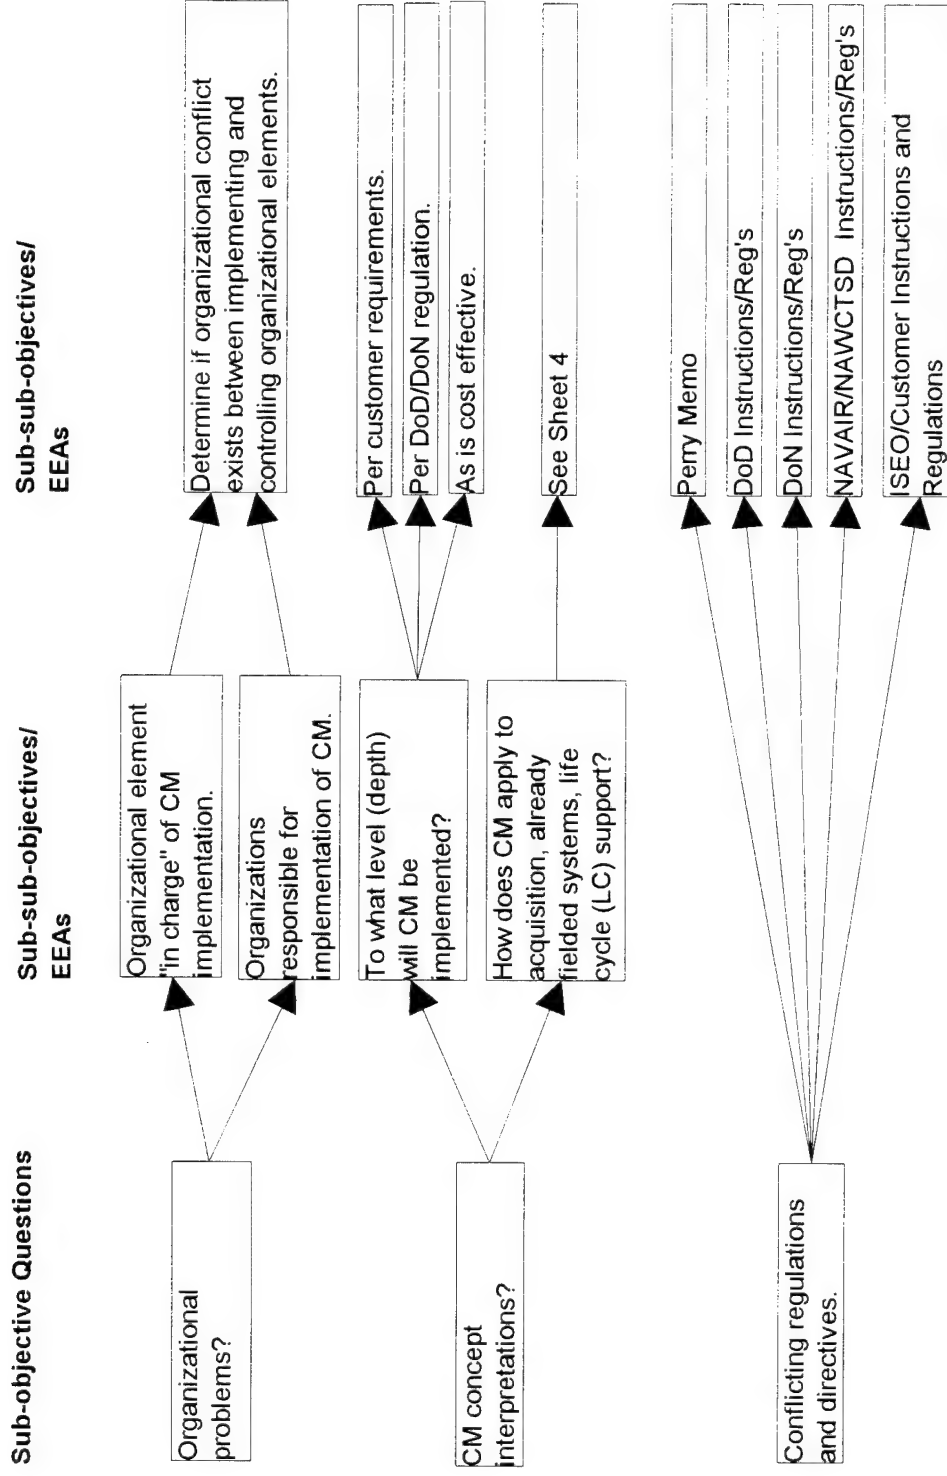 Sub-objective Questions
Sub-sub-objectives/
EEAs
Sub-sub-objectives/
EEAs
Organizational
problems?
Organizational element
"in charge" of CM
implementation.
Organizations
responsible for
implementation of CM.
Determine if organizational conflict
exists between implementing and
controlling organizational elements.
CM concept
interpretations?
To what level (depth)
will CM be
implemented?
Per customer requirements.
Per DoD/DoN regulation.
As is cost effective.
How does CM apply to
acquisition, already
fielded systems, life
cycle (LC) support?
See Sheet 4
Conflicting regulations
and directives.
Perry Memo
DoD Instructions/Reg's
DoN Instructions/Reg's
NAVAIR/NAWCTSD Instructions/Reg's
ISEO/Customer Instructions and
Regulations